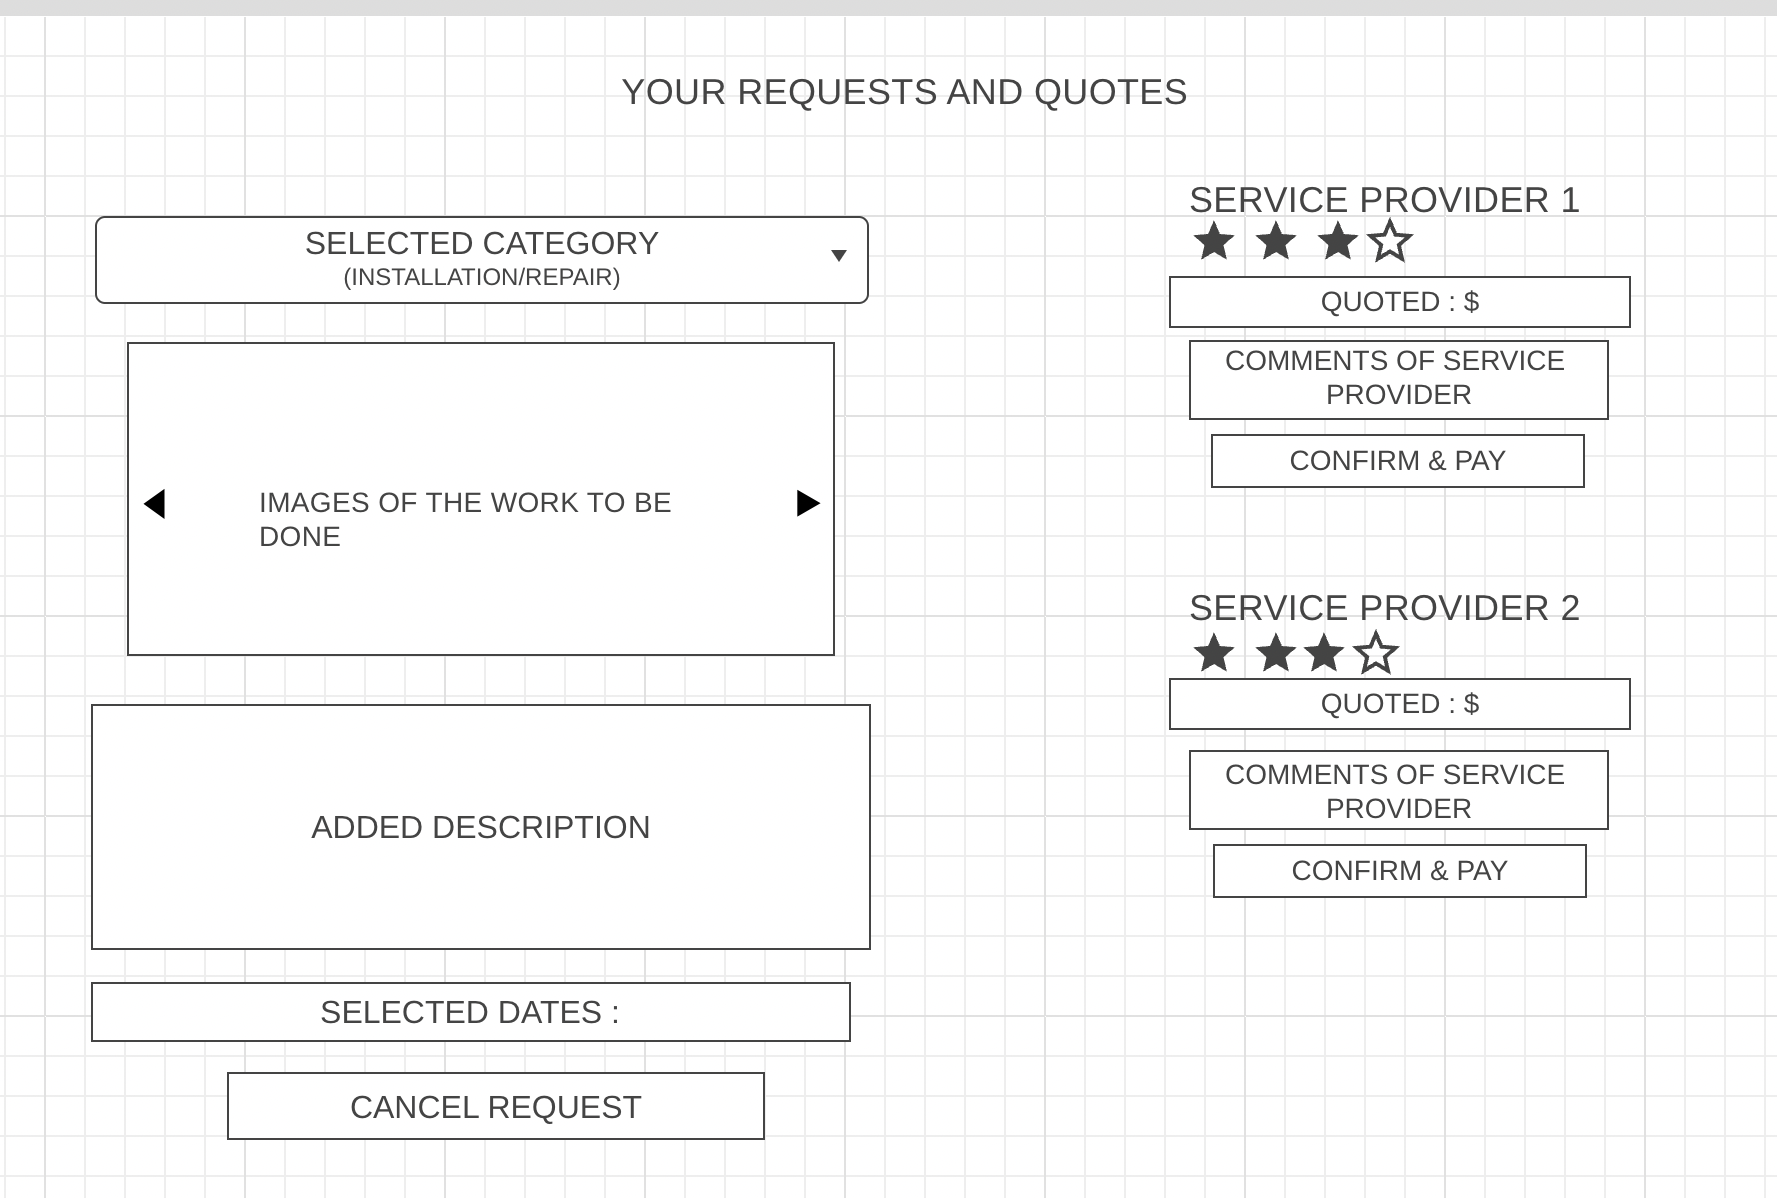 YOUR REQUESTS AND QUOTES
SELECTED CATEGORY
(INSTALLATION/REPAIR)
IMAGES OF THE WORK TO BE
DONE
ADDED DESCRIPTION
SELECTED DATES :
CANCEL REQUEST
SERVICE PROVIDER 1
QUOTED : $
COMMENTS OF SERVICE
PROVIDER
CONFIRM & PAY
SERVICE PROVIDER 2
QUOTED : $
COMMENTS OF SERVICE
PROVIDER
CONFIRM & PAY